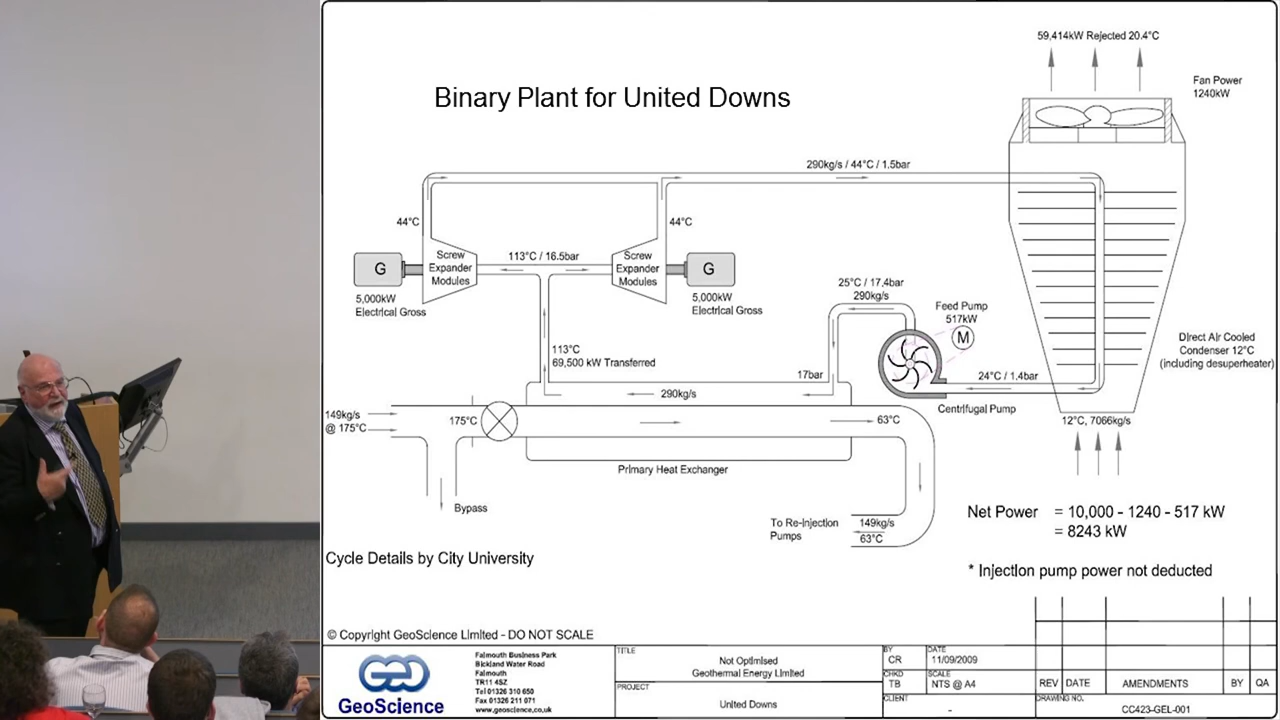 59,414kW Rejected 20.4°C
Fan Power
1240kW
Binary Plant for United Downs
290kg/s / 44°C / 1.5bar
44°C
44°C
G
Screw
Expander
Modules
113°C / 16.5bar
Screw
Expander
Modules
G
5,000kW
Electrical Gross
5,000kW
Electrical Gross
25°C / 17.4bar
290kg/s
Feed Pump
517kW
M
113°C
69,500 kW Transferred
Direct Air Cooled
Condenser 12°C
(including desuperheater)
17bar
24°C / 1.4bar
290kg/s
Centrifugal Pump
149kg/s
@ 175°C
175°C
63°C
12°C, 7066kg/s
Primary Heat Exchanger
Bypass
To Re-Injection
Pumps
149kg/s
63°C
Net Power = 10,000 - 1240 - 517 kW
= 8243 kW
Cycle Details by City University
* Injection pump power not deducted
© Copyright GeoScience Limited - DO NOT SCALE
GeoScience
Falmouth Business Park
Bickland Water Road
Falmouth
TR11 4SZ
Tel 01326 310 650
Fax 01326 211 071
www.geoscience.co.uk
TITLE
Not Optimised
Geothermal Energy Limited
PROJECT
United Downs
BY
CR
DATE
11/09/2009
CHKD
TB
SCALE
NTS @ A4
CLIENT
-
REV DATE AMENDMENTS BY QA
DRAWING NO.
CC423-GEL-001